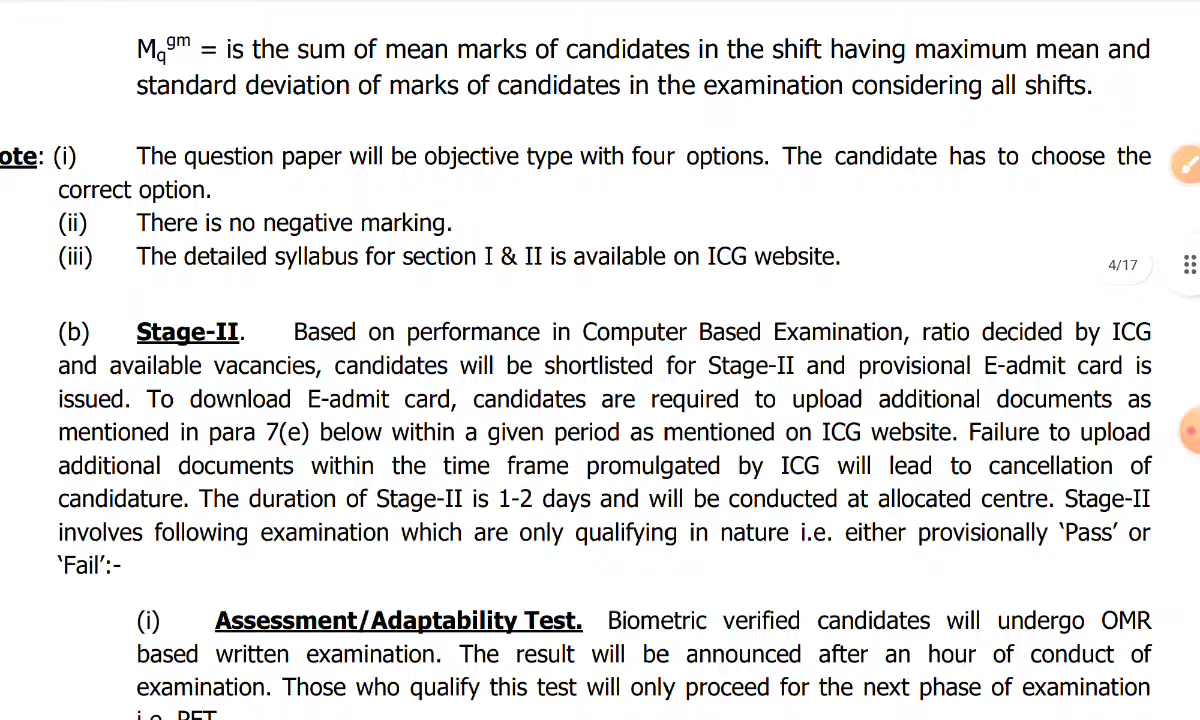 Mqgm = is the sum of mean marks of candidates in the shift having maximum mean and
standard deviation of marks of candidates in the examination considering all shifts.
ote: (i) The question paper will be objective type with four options. The candidate has to choose the
correct option.
(ii) There is no negative marking.
(iii) The detailed syllabus for section I & II is available on ICG website.
4/17
(b) Stage-II. Based on performance in Computer Based Examination, ratio decided by ICG
and available vacancies, candidates will be shortlisted for Stage-II and provisional E-admit card is
issued. To download E-admit card, candidates are required to upload additional documents as
mentioned in para 7(e) below within a given period as mentioned on ICG website. Failure to upload
additional documents within the time frame promulgated by ICG will lead to cancellation of
candidature. The duration of Stage-II is 1-2 days and will be conducted at allocated centre. Stage-II
involves following examination which are only qualifying in nature i.e. either provisionally ‘Pass’ or
‘Fail’:-
(i) Assessment/Adaptability Test. Biometric verified candidates will undergo OMR
based written examination. The result will be announced after an hour of conduct of
examination. Those who qualify this test will only proceed for the next phase of examination
i.e. PFT